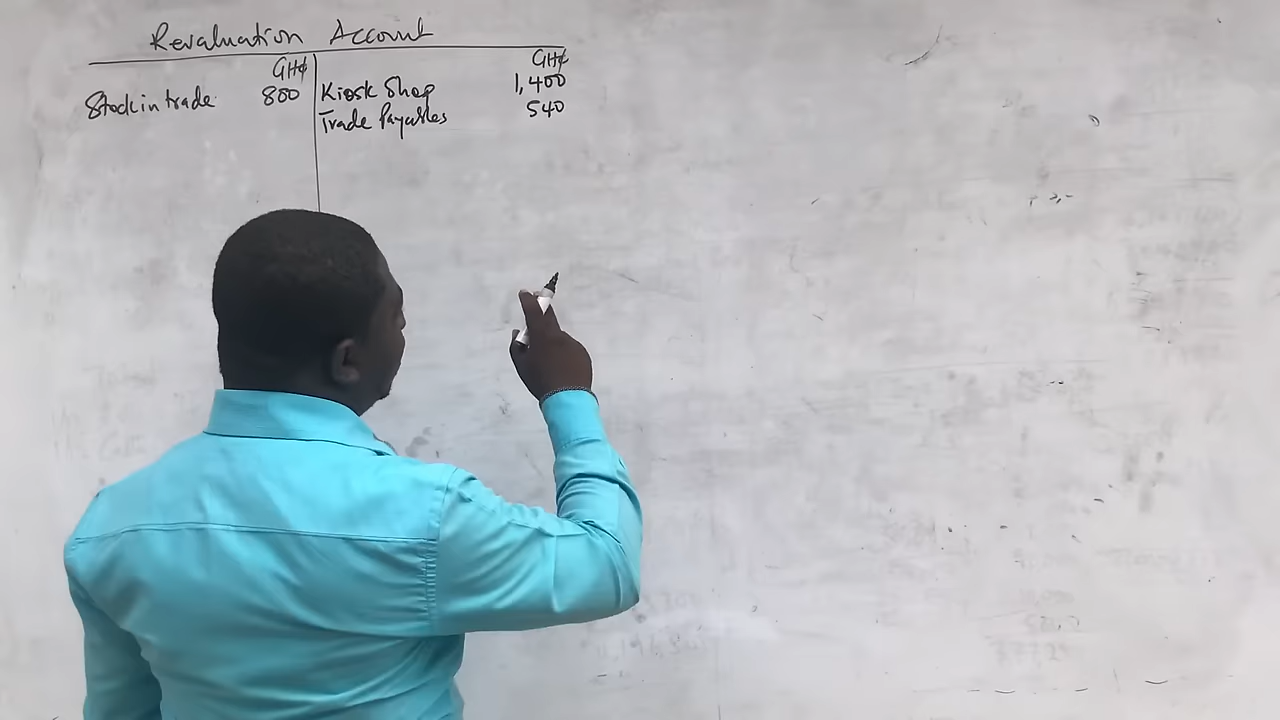 Revaluation Account
GH¢ GH¢
Stock in trade 800 Kiosk Shop 1,400
Trade Payables 540